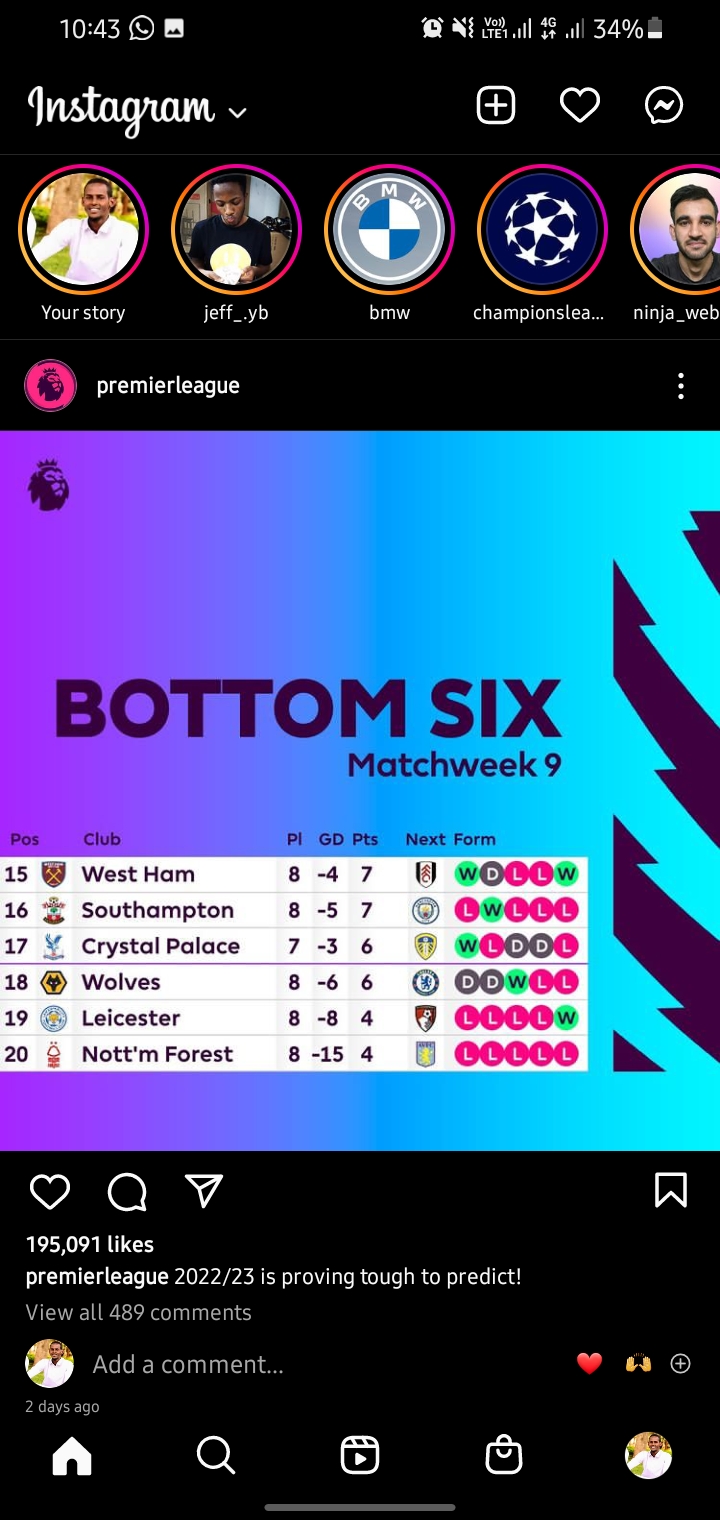 10:43 Vo)) LTE1 4G 34%
Instagram
BMW
Your story jeff_.yb bmw championslea... ninja_web
premierleague
BOTTOM SIX
Matchweek 9
Pos Club Pl GD Pts Next Form
15 West Ham 8 -4 7 W D L L W
16 Southampton 8 -5 7 L W L L L
17 Crystal Palace 7 -3 6 W L D D L
18 Wolves 8 -6 6 D D W L L
19 Leicester 8 -8 4 L L L L W
20 Nott'm Forest 8 -15 4 L L L L L
195,091 likes
premierleague 2022/23 is proving tough to predict!
View all 489 comments
Add a comment...
2 days ago